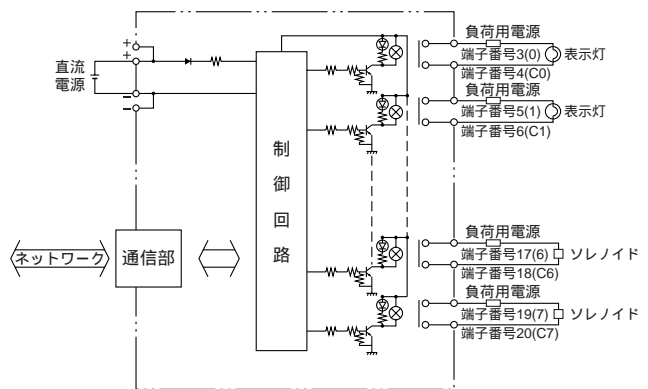 +
+
直流
電源
−
−
制御回路
ネットワーク
通信部
負荷用電源
端子番号3(0)
表示灯
端子番号4(C0)
負荷用電源
端子番号5(1)
表示灯
端子番号6(C1)
負荷用電源
端子番号17(6)
ソレノイド
端子番号18(C6)
負荷用電源
端子番号19(7)
ソレノイド
端子番号20(C7)